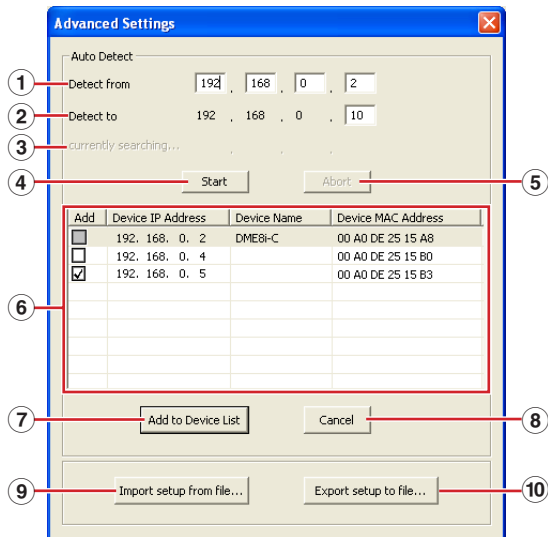 Advanced Settings
Auto Detect
① Detect from 192 . 168 . 0 . 2
② Detect to 192 . 168 . 0 . 10
③ currently searching... . . .
④ Start Abort ⑤
Add Device IP Address Device Name Device MAC Address
192. 168. 0. 2 DME8i-C 00 A0 DE 25 15 A8
192. 168. 0. 4 00 A0 DE 25 15 B0
192. 168. 0. 5 00 A0 DE 25 15 B3
⑥
⑦ Add to Device List Cancel ⑧
⑨ Import setup from file... Export setup to file... ⑩